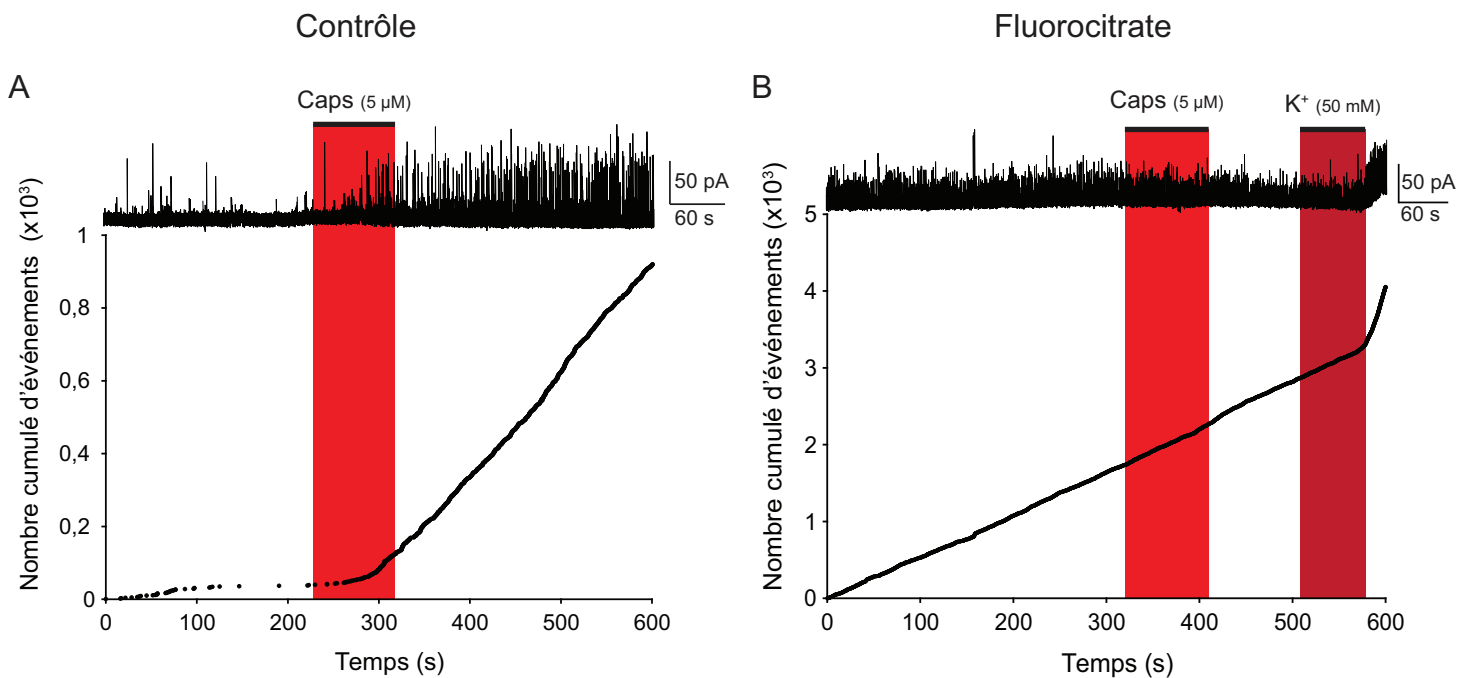 Contrôle
Fluorocitrate
A
Caps (5 µM)
50 pA
60 s
Nombre cumulé d'événements (x10³)
1
0,8
0,6
0,4
0,2
0
0 100 200 300 400 500 600
Temps (s)
B
Caps (5 µM)
K⁺ (50 mM)
50 pA
60 s
Nombre cumulé d'événements (x10³)
5
4
3
2
1
0
0 100 200 300 400 500 600
Temps (s)